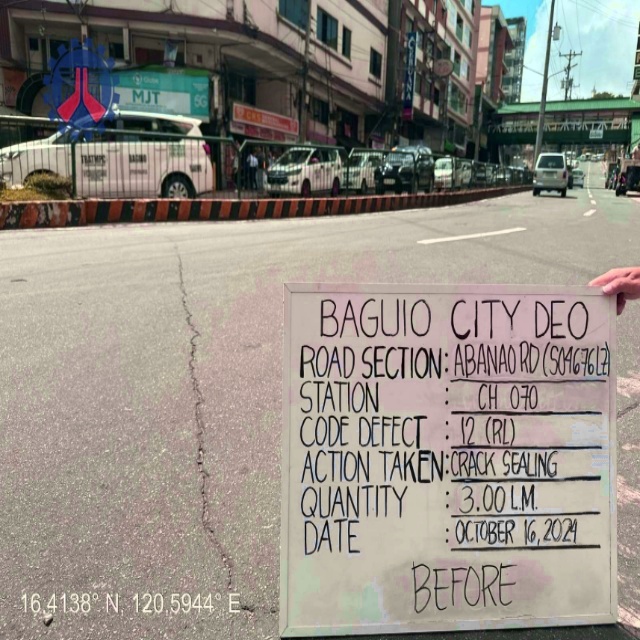 MJT
BAGUIO CITY DEO
ROAD SECTION: ABANAO RD (S04676LZ)
STATION CH 070
CODE DEFECT : 12 (RL)
ACTION TAKEN: CRACK SEALING
QUANTITY : 3.00 L.M.
DATE : OCTOBER 16, 2024
BEFORE
16.4138° N, 120.5944° E